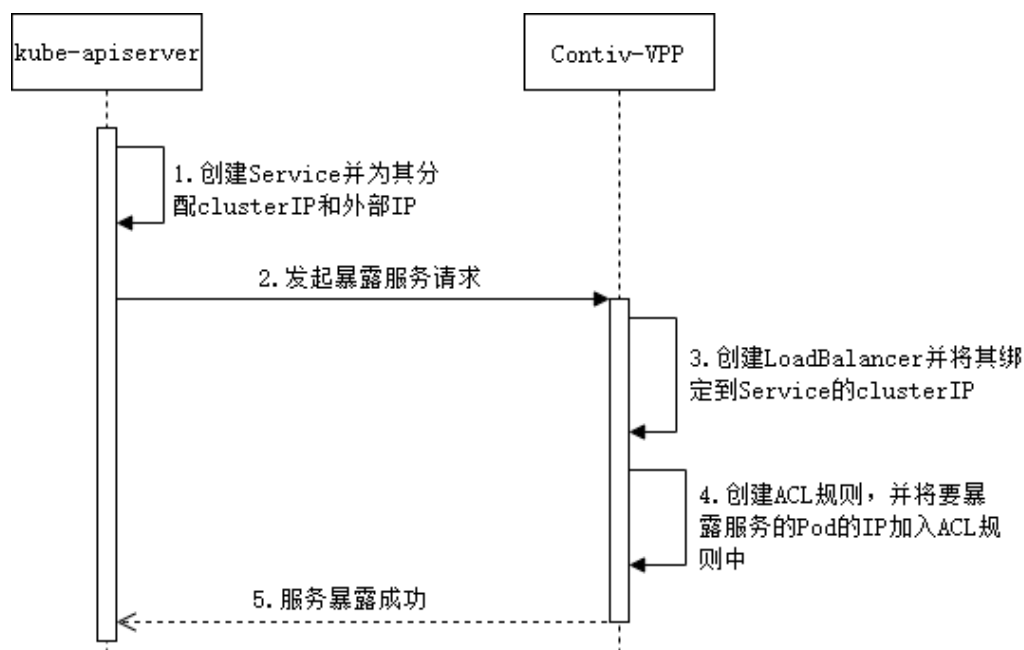 kube-apiserver
Contiv-VPP
1.创建Service并为其分
配clusterIP和外部IP
2.发起暴露服务请求
3.创建LoadBalancer并将其绑
定到Service的clusterIP
4.创建ACL规则，并将要暴
露服务的Pod的IP加入ACL规
则中
5.服务暴露成功